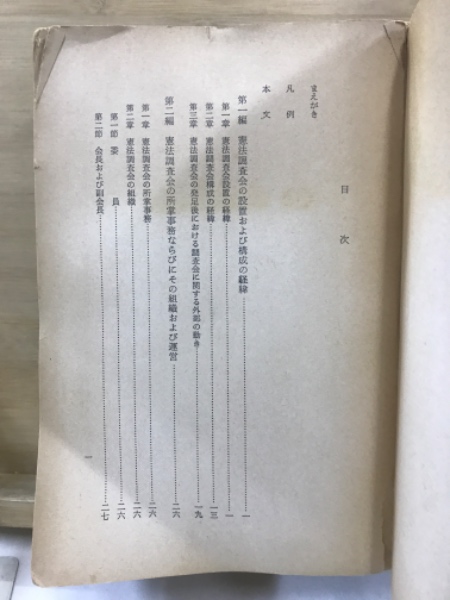 目次
まえがき
凡例
本文
第一編 憲法調査会の設置および構成の経緯……一
第一章 憲法調査会設置の経緯……一
第二章 憲法調査会構成の経緯……一三
第三章 憲法調査会の発足後における調査会に関する外部の動き……一九
第二編 憲法調査会の所掌事務ならびにその組織および運営……二六
第一章 憲法調査会の所掌事務……二六
第二章 憲法調査会の組織……二六
第一節 委員……二六
第二節 会長および副会長……二七
一